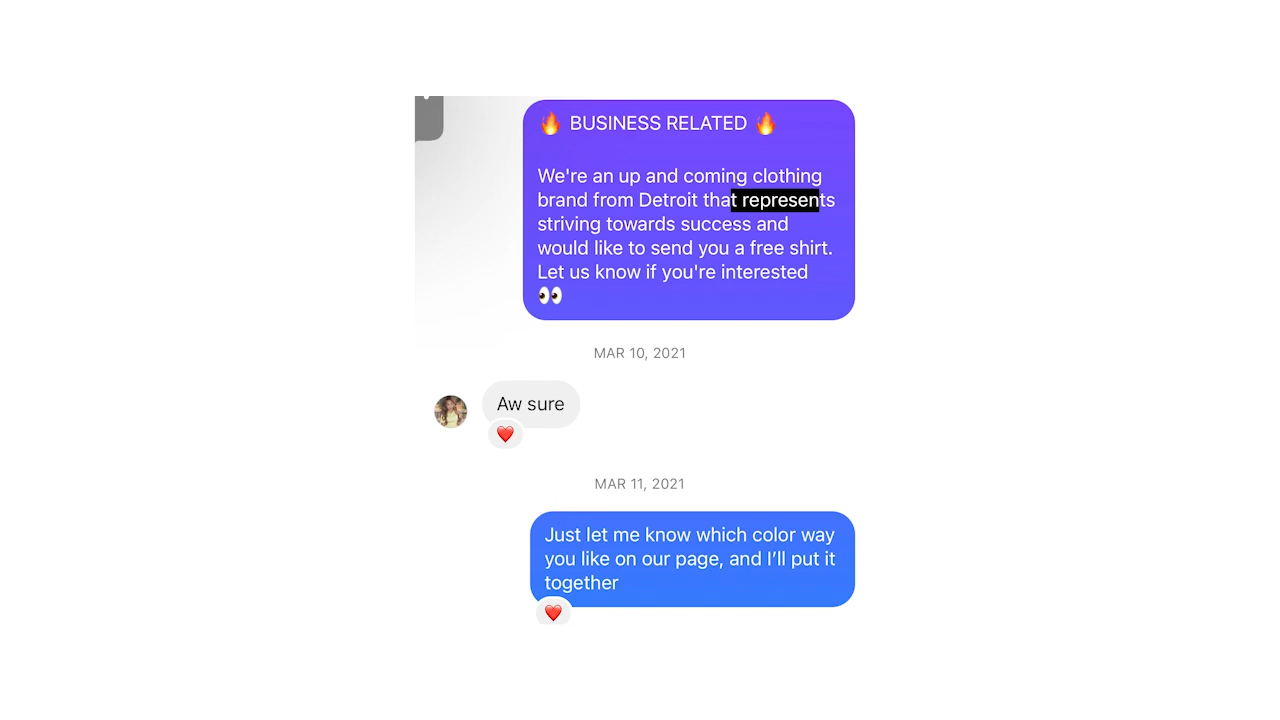 🔥 BUSINESS RELATED 🔥
We're an up and coming clothing
brand from Detroit that represents
striving towards success and
would like to send you a free shirt.
Let us know if you're interested
👀
MAR 10, 2021
Aw sure
❤️
MAR 11, 2021
Just let me know which color way
you like on our page, and I’ll put it
together
❤️